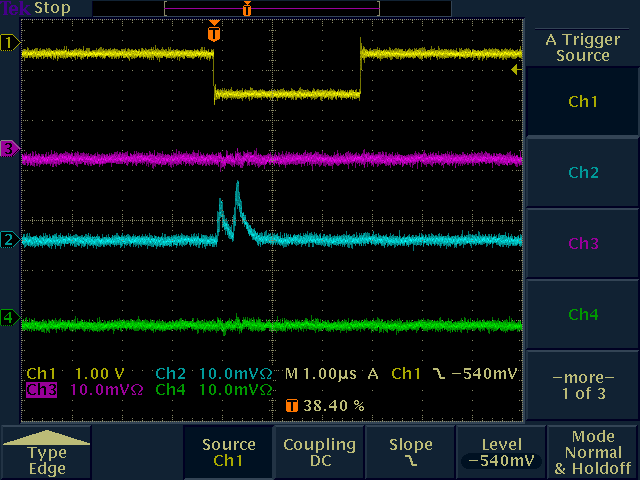 Tek Stop
T
T
1
3
2
4
A Trigger
Source
Ch1
Ch2
Ch3
Ch4
–more–
1 of 3
Ch1 1.00 V Ch2 10.0mVΩ M 1.00µs A Ch1 ⍂ −540mV
Ch3 10.0mVΩ Ch4 10.0mVΩ
T 38.40 %
Type
Edge
Source
Ch1
Coupling
DC
Slope
Level
−540mV
Mode
Normal
& Holdoff